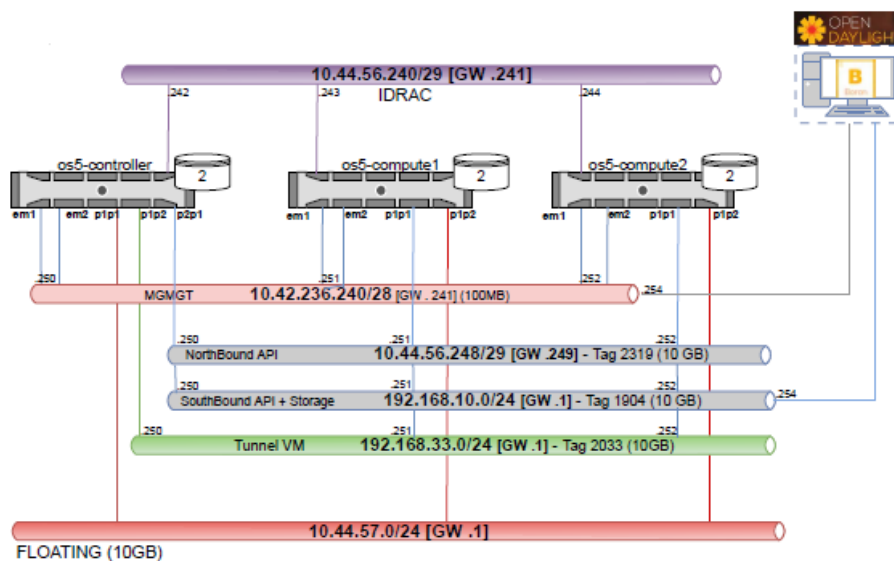 OPEN
DAYLIGHT
B
Boron
10.44.56.240/29 [GW .241]
IDRAC
.242
.243
.244
os5-controller
os5-compute1
os5-compute2
2
2
2
em1
em2
p1p1
p1p2
p2p1
em1
em2
p1p1
p1p2
em1
em2
p1p1
p1p2
.250
.251
.252
.254
MGMGT 10.42.236.240/28 [GW . 241] (100MB)
.250
.251
.252
NorthBound API 10.44.56.248/29 [GW .249] - Tag 2319 (10 GB)
.250
.251
.252
.254
SouthBound API + Storage 192.168.10.0/24 [GW .1] - Tag 1904 (10 GB)
.250
.251
.252
Tunnel VM 192.168.33.0/24 [GW .1] - Tag 2033 (10GB)
10.44.57.0/24 [GW .1]
FLOATING (10GB)